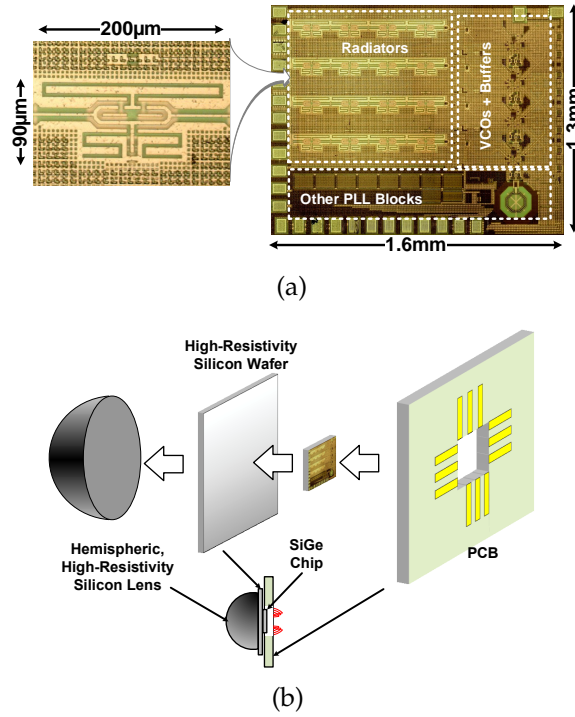 200μm
90μm
Radiators
VCOs + Buffers
Other PLL Blocks
1.3mm
1.6mm
(a)
High-Resistivity
Silicon Wafer
Hemispheric,
High-Resistivity
Silicon Lens
SiGe
Chip
PCB
(b)